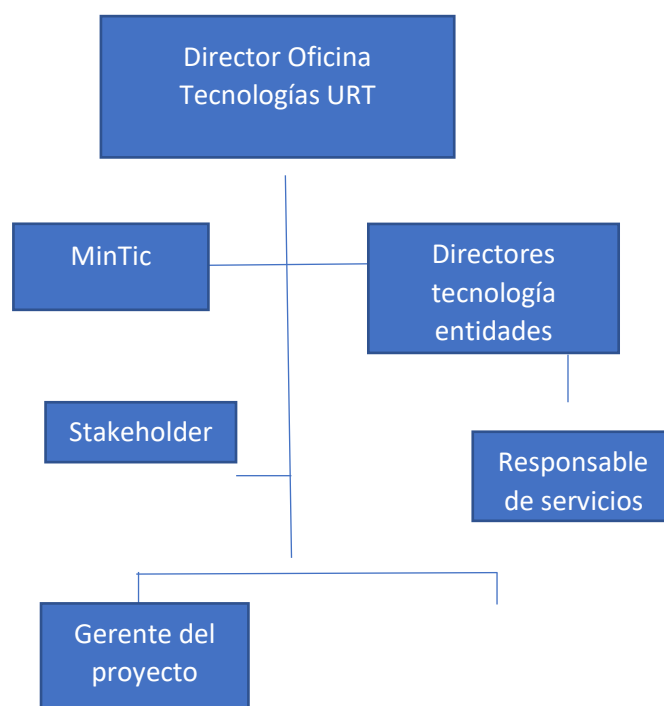 Director Oficina
Tecnologías URT
MinTic
Directores
tecnología
entidades
Stakeholder
Responsable
de servicios
Gerente del
proyecto